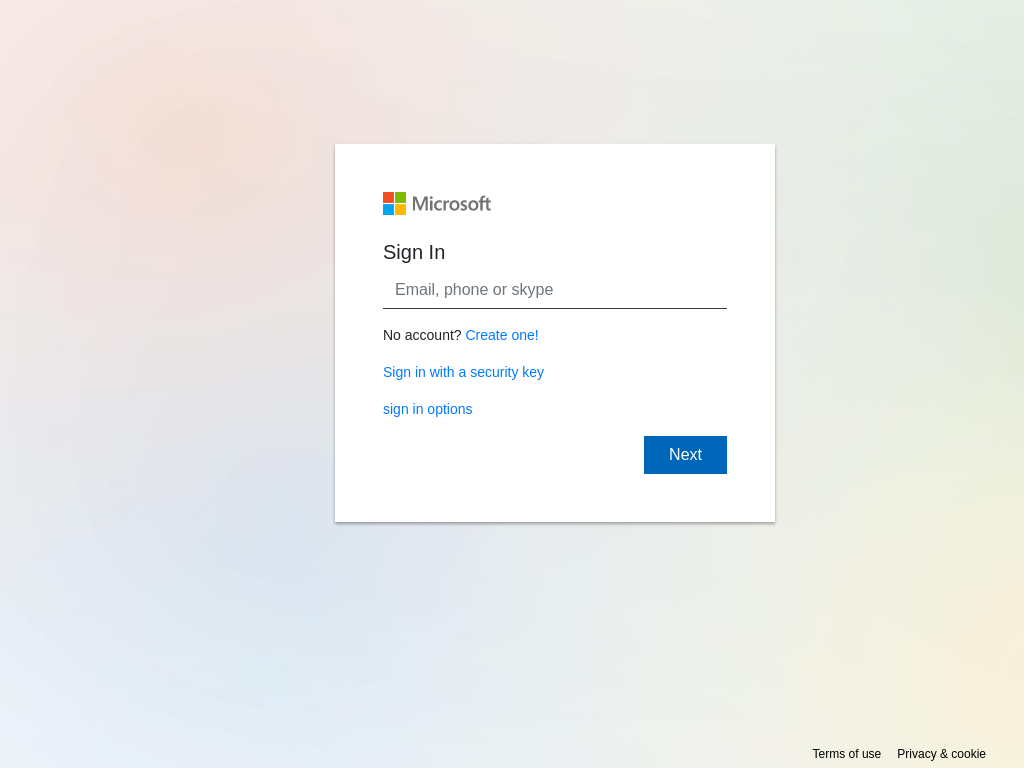 Microsoft
Sign In
Email, phone or skype
No account? Create one!
Sign in with a security key
sign in options
Next
Terms of use Privacy & cookie